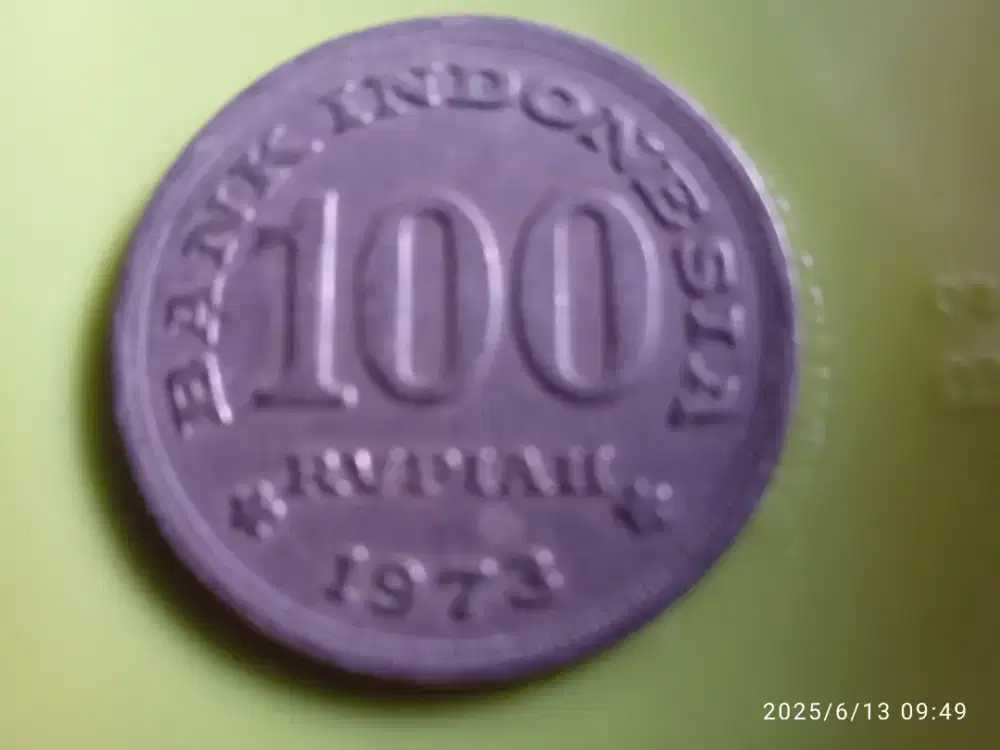 BANK INDONESIA
100
RUPIAH
1973
2025/6/13 09:49